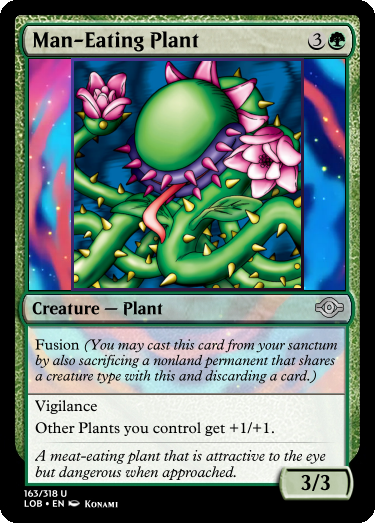 Man-Eating Plant 3
Creature — Plant
Fusion (You may cast this card from your sanctum
by also sacrificing a nonland permanent that shares
a creature type with this and discarding a card.)
Vigilance
Other Plants you control get +1/+1.
A meat-eating plant that is attractive to the eye
but dangerous when approached.
3/3
163/318 U
LOB • EN Konami